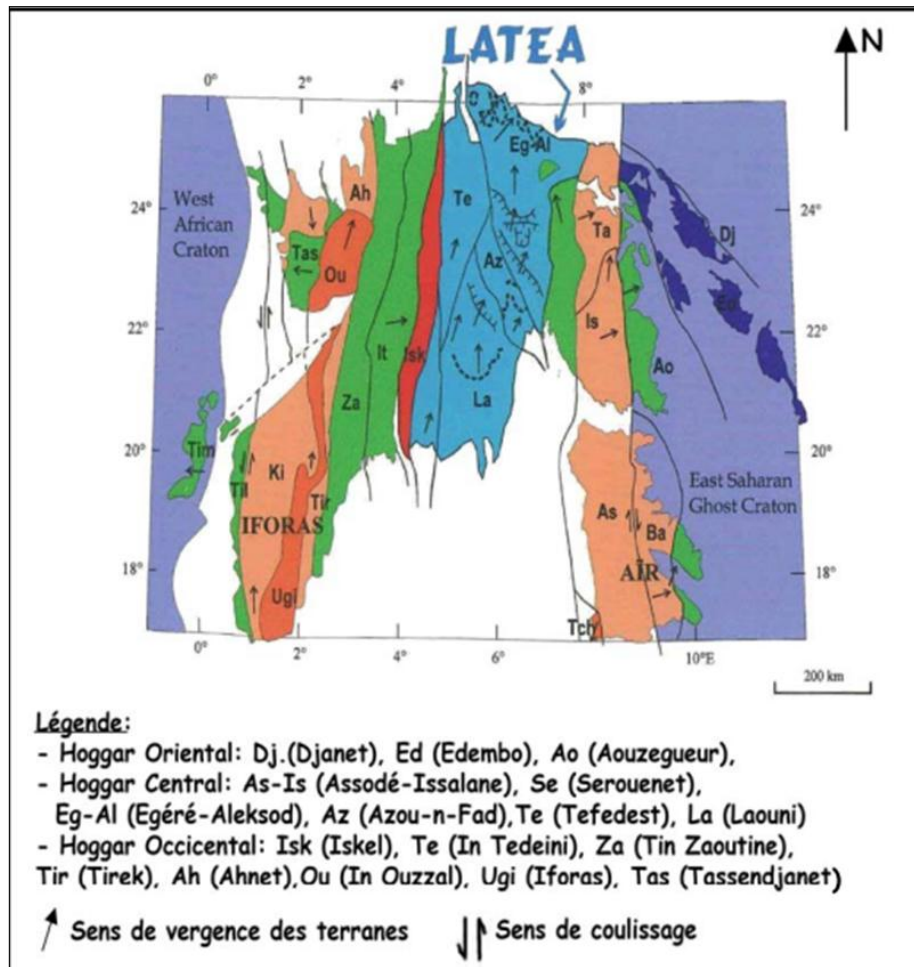 LATEA
N
0° 2° 4° 8°
Eg-Al
Ah
Te
West
African
Craton
24° 24°
Ta
Dj
Tas
Ou
Az
22° 22°
It
Isk
Is
Ao
Za
La
Tim
20° 20°
Ki
Til
Tir
East Saharan
Ghost Craton
IFORAS
As
Ba
18° 18°
AÏR
Ugi
Tch
0° 2° 4° 6° 10°E
200 km
Légende:
- Hoggar Oriental: Dj.(Djanet), Ed (Edembo), Ao (Aouzegueur),
- Hoggar Central: As-Is (Assodé-Issalane), Se (Serouenet),
Eg-Al (Egéré-Aleksod), Az (Azou-n-Fad),Te (Tefedest), La (Laouni)
- Hoggar Occicental: Isk (Iskel), Te (In Tedeini), Za (Tin Zaoutine),
Tir (Tirek), Ah (Ahnet),Ou (In Ouzzal), Ugi (Iforas), Tas (Tassendjanet)
Sens de vergence des terranes
Sens de coulissage